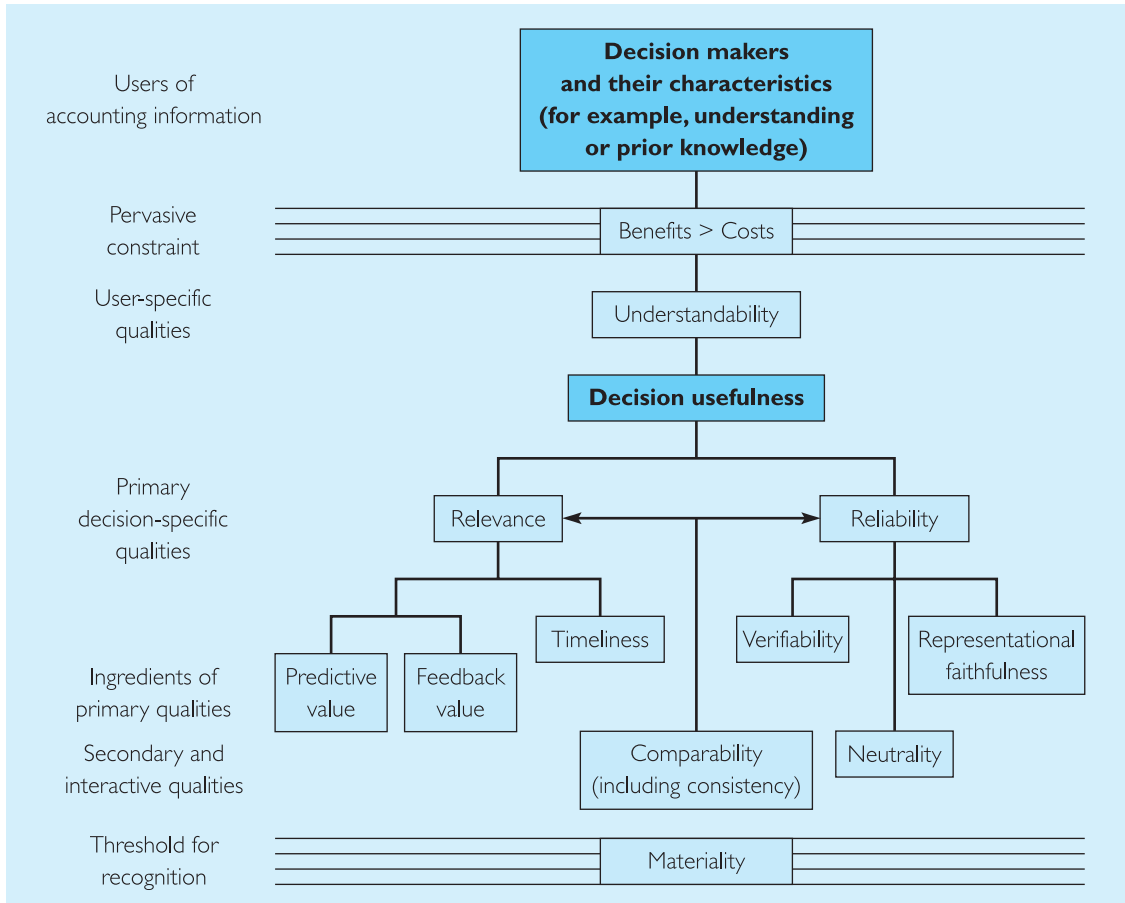 Users of
accounting information
Decision makers
and their characteristics
(for example, understanding
or prior knowledge)
Pervasive
constraint
Benefits > Costs
User-specific
qualities
Understandability
Decision usefulness
Primary
decision-specific
qualities
Relevance
Reliability
Ingredients of
primary qualities
Predictive
value
Feedback
value
Timeliness
Verifiability
Representational
faithfulness
Secondary and
interactive qualities
Comparability
(including consistency)
Neutrality
Threshold for
recognition
Materiality